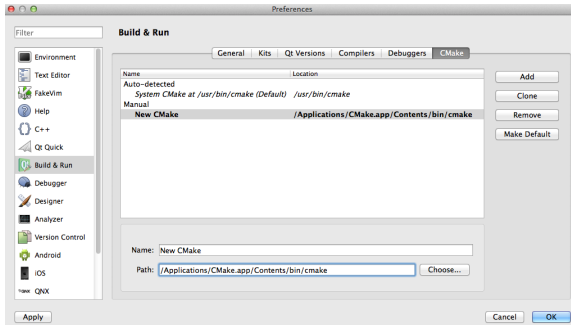 Preferences
Filter
Build & Run
General Kits Qt Versions Compilers Debuggers CMake
Environment
Text Editor
FakeVim
Help
C++
Qt Quick
Build & Run
Debugger
Designer
Analyzer
Version Control
Android
iOS
QNX
Name Location
Auto-detected
System CMake at /usr/bin/cmake (Default) /usr/bin/cmake
Manual
New CMake /Applications/CMake.app/Contents/bin/cmake
Add
Clone
Remove
Make Default
Name: New CMake
Path: /Applications/CMake.app/Contents/bin/cmake Choose...
Apply Cancel OK